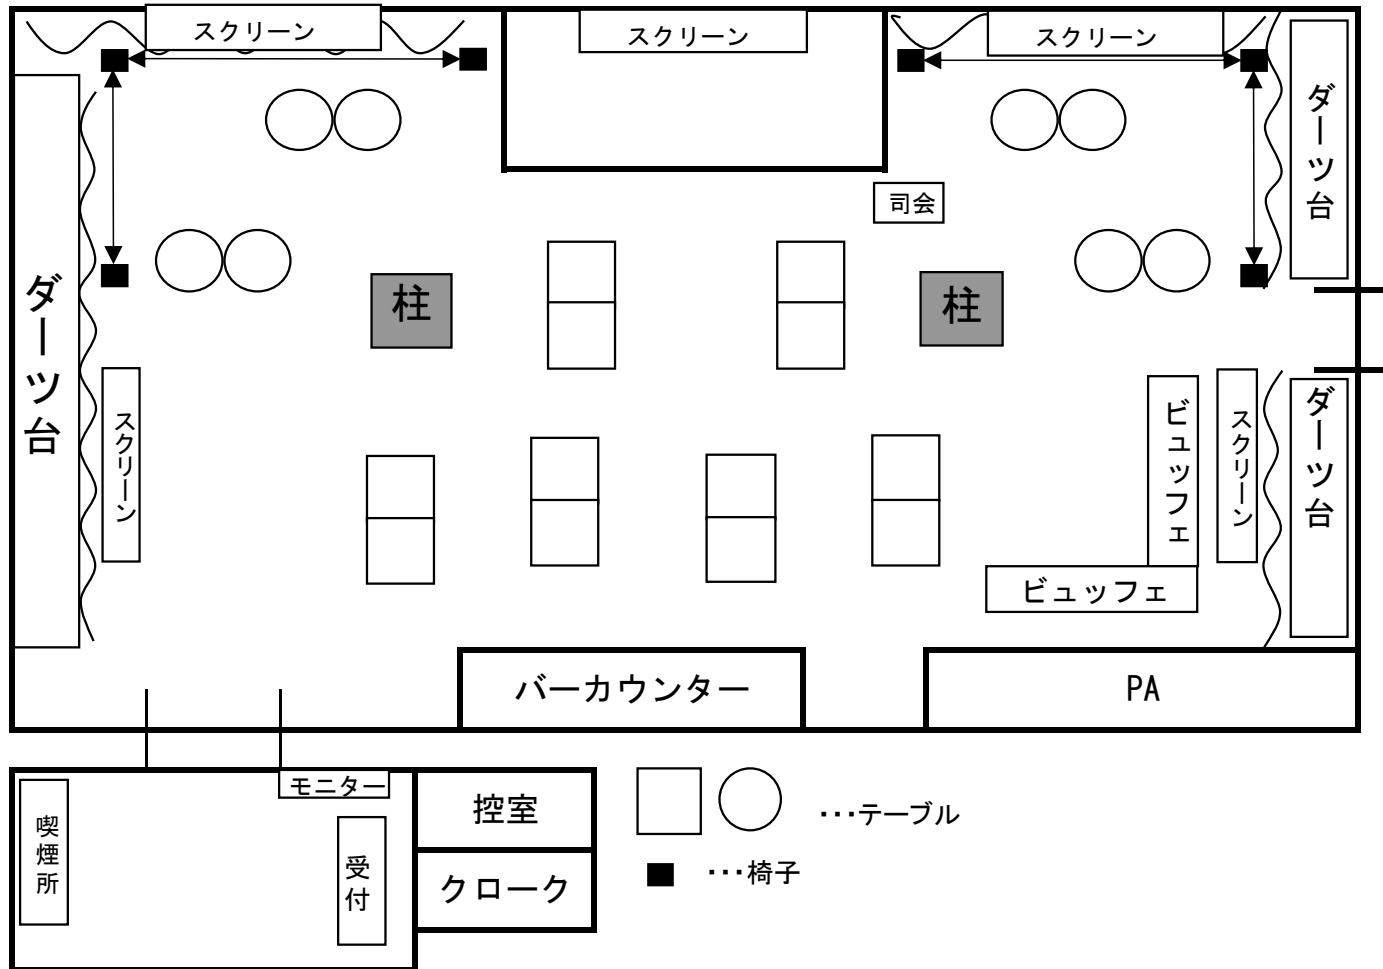 スクリーン
スクリーン
スクリーン
ダーツ台
司会
柱
柱
ダーツ台
スクリーン
ビュッフェ
スクリーン
ダーツ台
ビュッフェ
バーカウンター
PA
モニター
喫煙所
受付
控室
クローク
･･･テーブル
･･･椅子